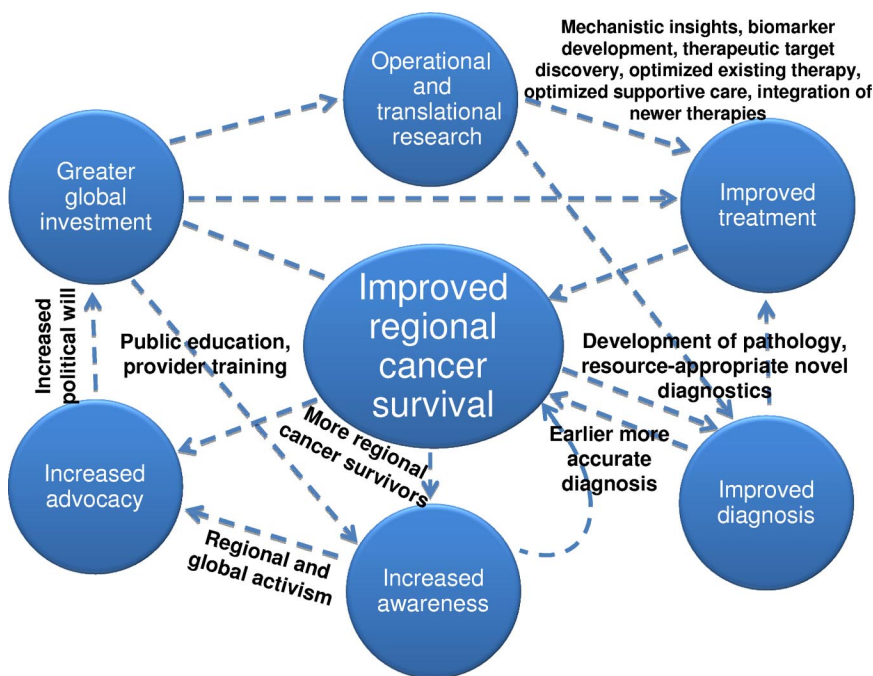 Operational
and
translational
research
Mechanistic insights, biomarker
development, therapeutic target
discovery, optimized existing therapy,
optimized supportive care, integration of
newer therapies
Greater
global
investment
Improved
treatment
Improved
regional
cancer
survival
Increased
political will
Public education,
provider training
Development of pathology,
resource-appropriate novel
diagnostics
More regional
cancer survivors
Earlier more
accurate
diagnosis
Increased
advocacy
Improved
diagnosis
Regional and
global activism
Increased
awareness